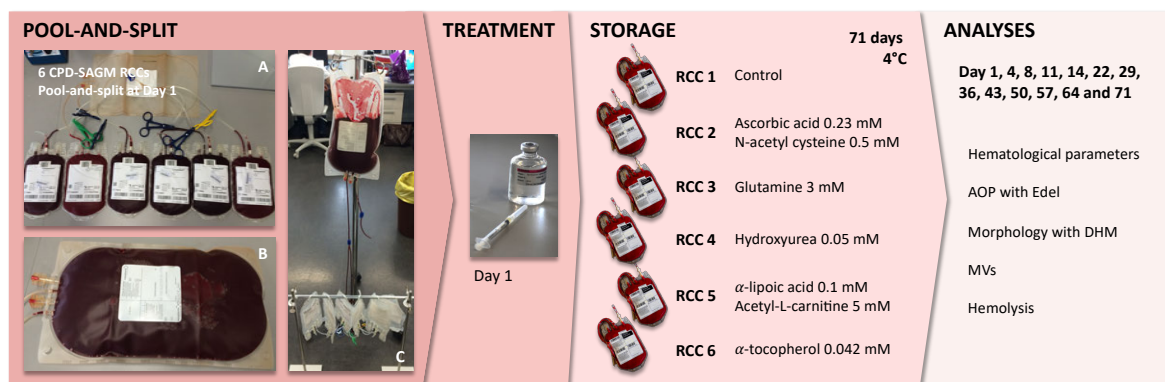 POOL-AND-SPLIT
6 CPD-SAGM RCCs
Pool-and-split at Day 1
A
B
C
TREATMENT
Day 1
STORAGE
71 days
4°C
RCC 1 Control
RCC 2 Ascorbic acid 0.23 mM
N-acetyl cysteine 0.5 mM
RCC 3 Glutamine 3 mM
RCC 4 Hydroxyurea 0.05 mM
RCC 5 α-lipoic acid 0.1 mM
Acetyl-L-carnitine 5 mM
RCC 6 α-tocopherol 0.042 mM
ANALYSES
Day 1, 4, 8, 11, 14, 22, 29,
36, 43, 50, 57, 64 and 71
Hematological parameters
AOP with Edel
Morphology with DHM
MVs
Hemolysis